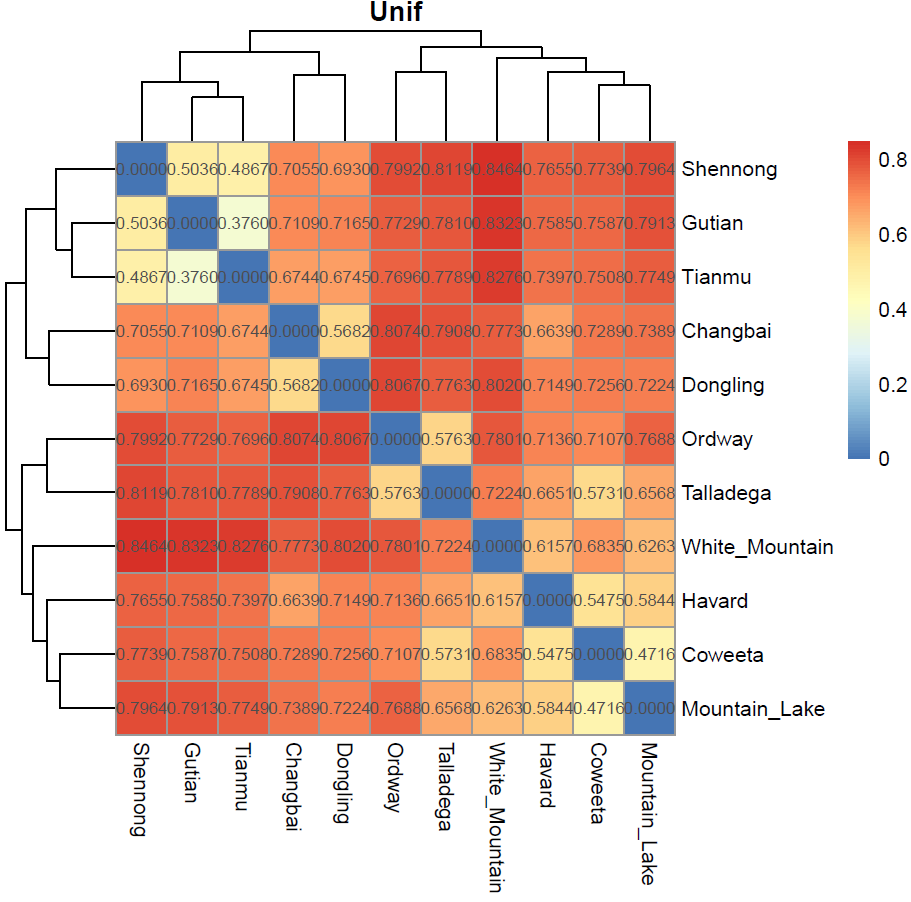 Unif
0.0000 0.5036 0.4867 0.7055 0.6930 0.7992 0.8119 0.8464 0.7655 0.7739 0.7964 Shennong
0.5036 0.0000 0.3760 0.7109 0.7165 0.7729 0.7810 0.8323 0.7585 0.7587 0.7913 Gutian
0.4867 0.3760 0.0000 0.6744 0.6745 0.7696 0.7789 0.8276 0.7397 0.7508 0.7749 Tianmu
0.7055 0.7109 0.6744 0.0000 0.5682 0.8074 0.7908 0.7773 0.6639 0.7289 0.7389 Changbai
0.6930 0.7165 0.6745 0.5682 0.0000 0.8067 0.7763 0.8020 0.7149 0.7256 0.7224 Dongling
0.7992 0.7729 0.7696 0.8074 0.8067 0.0000 0.5763 0.7801 0.7136 0.7107 0.7688 Ordway
0.8119 0.7810 0.7789 0.7908 0.7763 0.5763 0.0000 0.7224 0.6651 0.5731 0.6568 Talladega
0.8464 0.8323 0.8276 0.7773 0.8020 0.7801 0.7224 0.0000 0.6157 0.6835 0.6263 White_Mountain
0.7655 0.7585 0.7397 0.6639 0.7149 0.7136 0.6651 0.6157 0.0000 0.5475 0.5844 Havard
0.7739 0.7587 0.7508 0.7289 0.7256 0.7107 0.5731 0.6835 0.5475 0.0000 0.4716 Coweeta
0.7964 0.7913 0.7749 0.7389 0.7224 0.7688 0.6568 0.6263 0.5844 0.4716 0.0000 Mountain_Lake
Shennong
Gutian
Tianmu
Changbai
Dongling
Ordway
Talladega
White_Mountain
Havard
Coweeta
Mountain_Lake
0.8
0.6
0.4
0.2
0